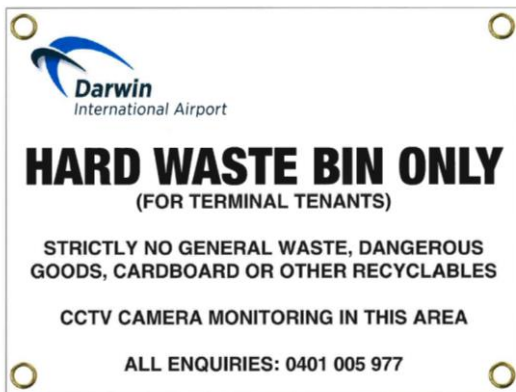 Darwin
International Airport
HARD WASTE BIN ONLY
(FOR TERMINAL TENANTS)
STRICTLY NO GENERAL WASTE, DANGEROUS
GOODS, CARDBOARD OR OTHER RECYCLABLES
CCTV CAMERA MONITORING IN THIS AREA
ALL ENQUIRIES: 0401 005 977